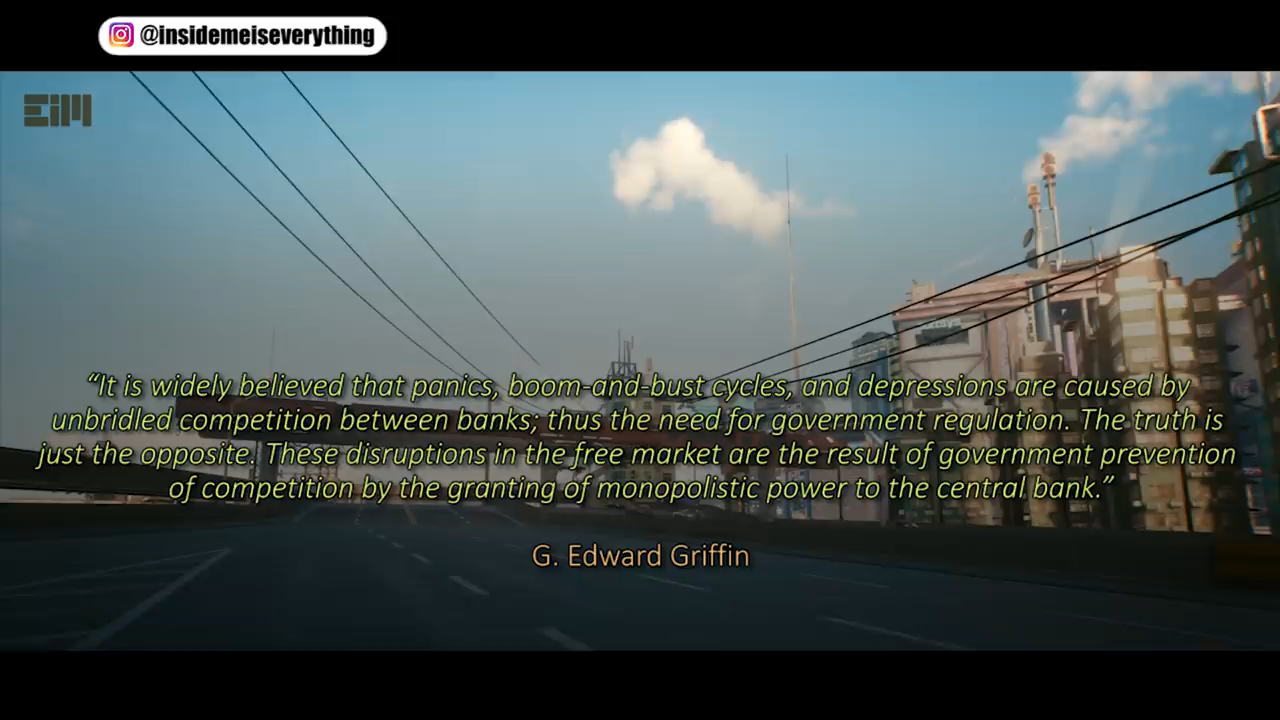 @insidemeiseverything
“It is widely believed that panics, boom-and-bust cycles, and depressions are caused by
unbridled competition between banks; thus the need for government regulation. The truth is
just the opposite. These disruptions in the free market are the result of government prevention
of competition by the granting of monopolistic power to the central bank.”
G. Edward Griffin